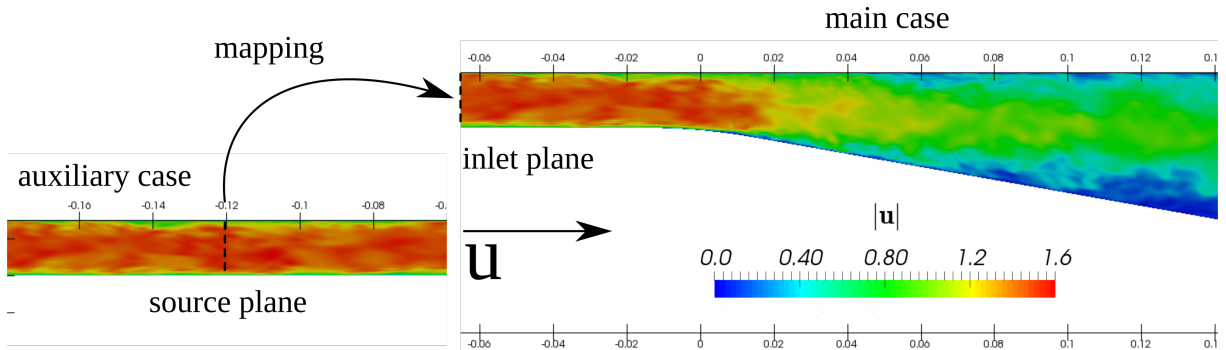 main case
mapping
-0.06 -0.04 -0.02 0 0.02 0.04 0.06 0.08 0.1 0.12
inlet plane
auxiliary case
-0.16 -0.14 -0.12 -0.1 -0.08
|u|
u
0.0 0.40 0.80 1.2 1.6
source plane
-0.06 -0.04 -0.02 0 0.02 0.04 0.06 0.08 0.1 0.12